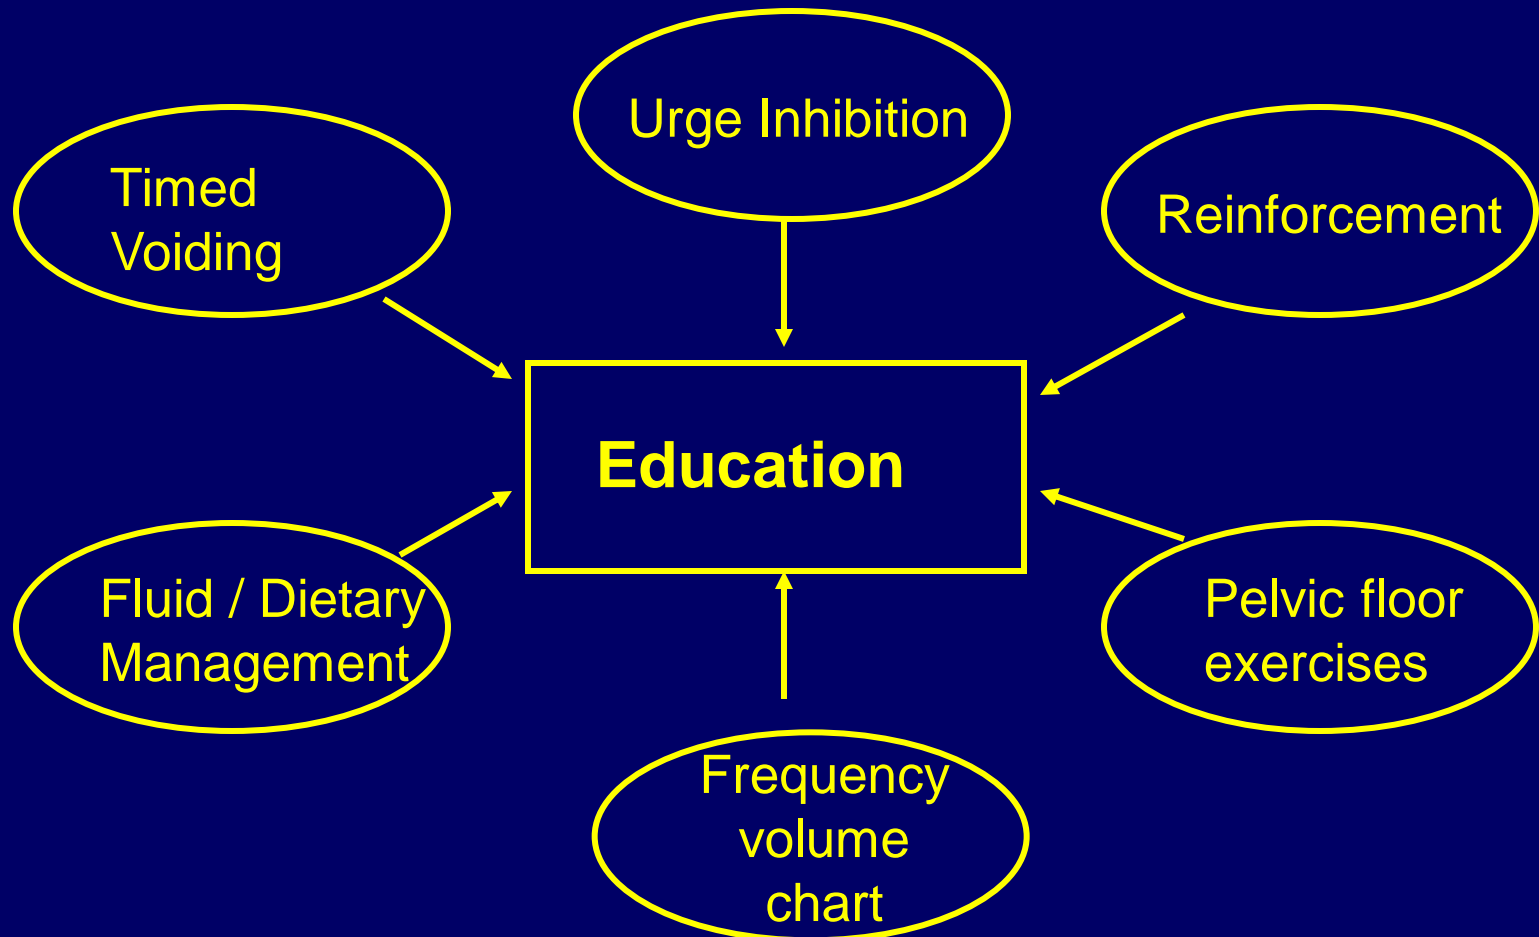 Urge Inhibition
Timed
Voiding
Reinforcement
Education
Fluid / Dietary
Management
Pelvic floor
exercises
Frequency
volume
chart